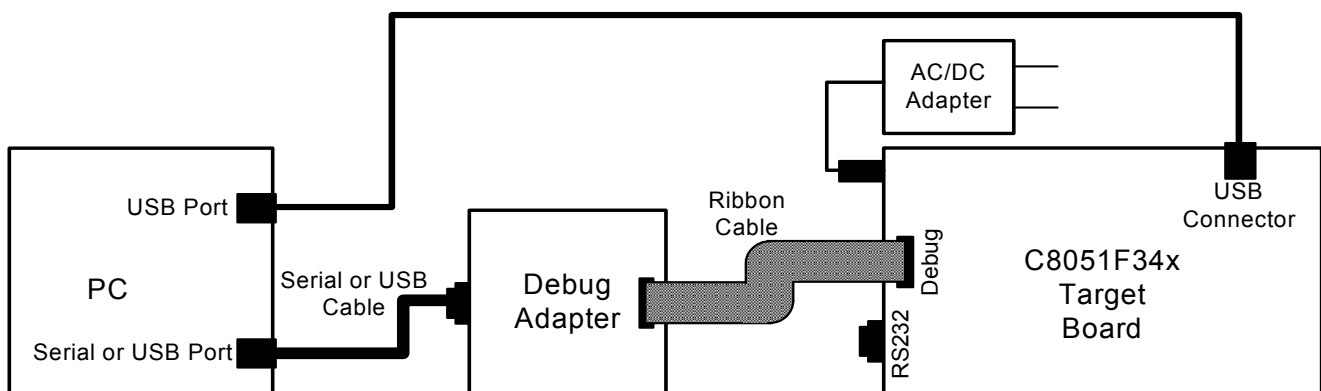 AC/DC
Adapter
USB Port
USB
Connector
Ribbon
Cable
Serial or USB
Cable
Debug
PC
Debug
Adapter
C8051F34x
Target
Board
RS232
Serial or USB Port